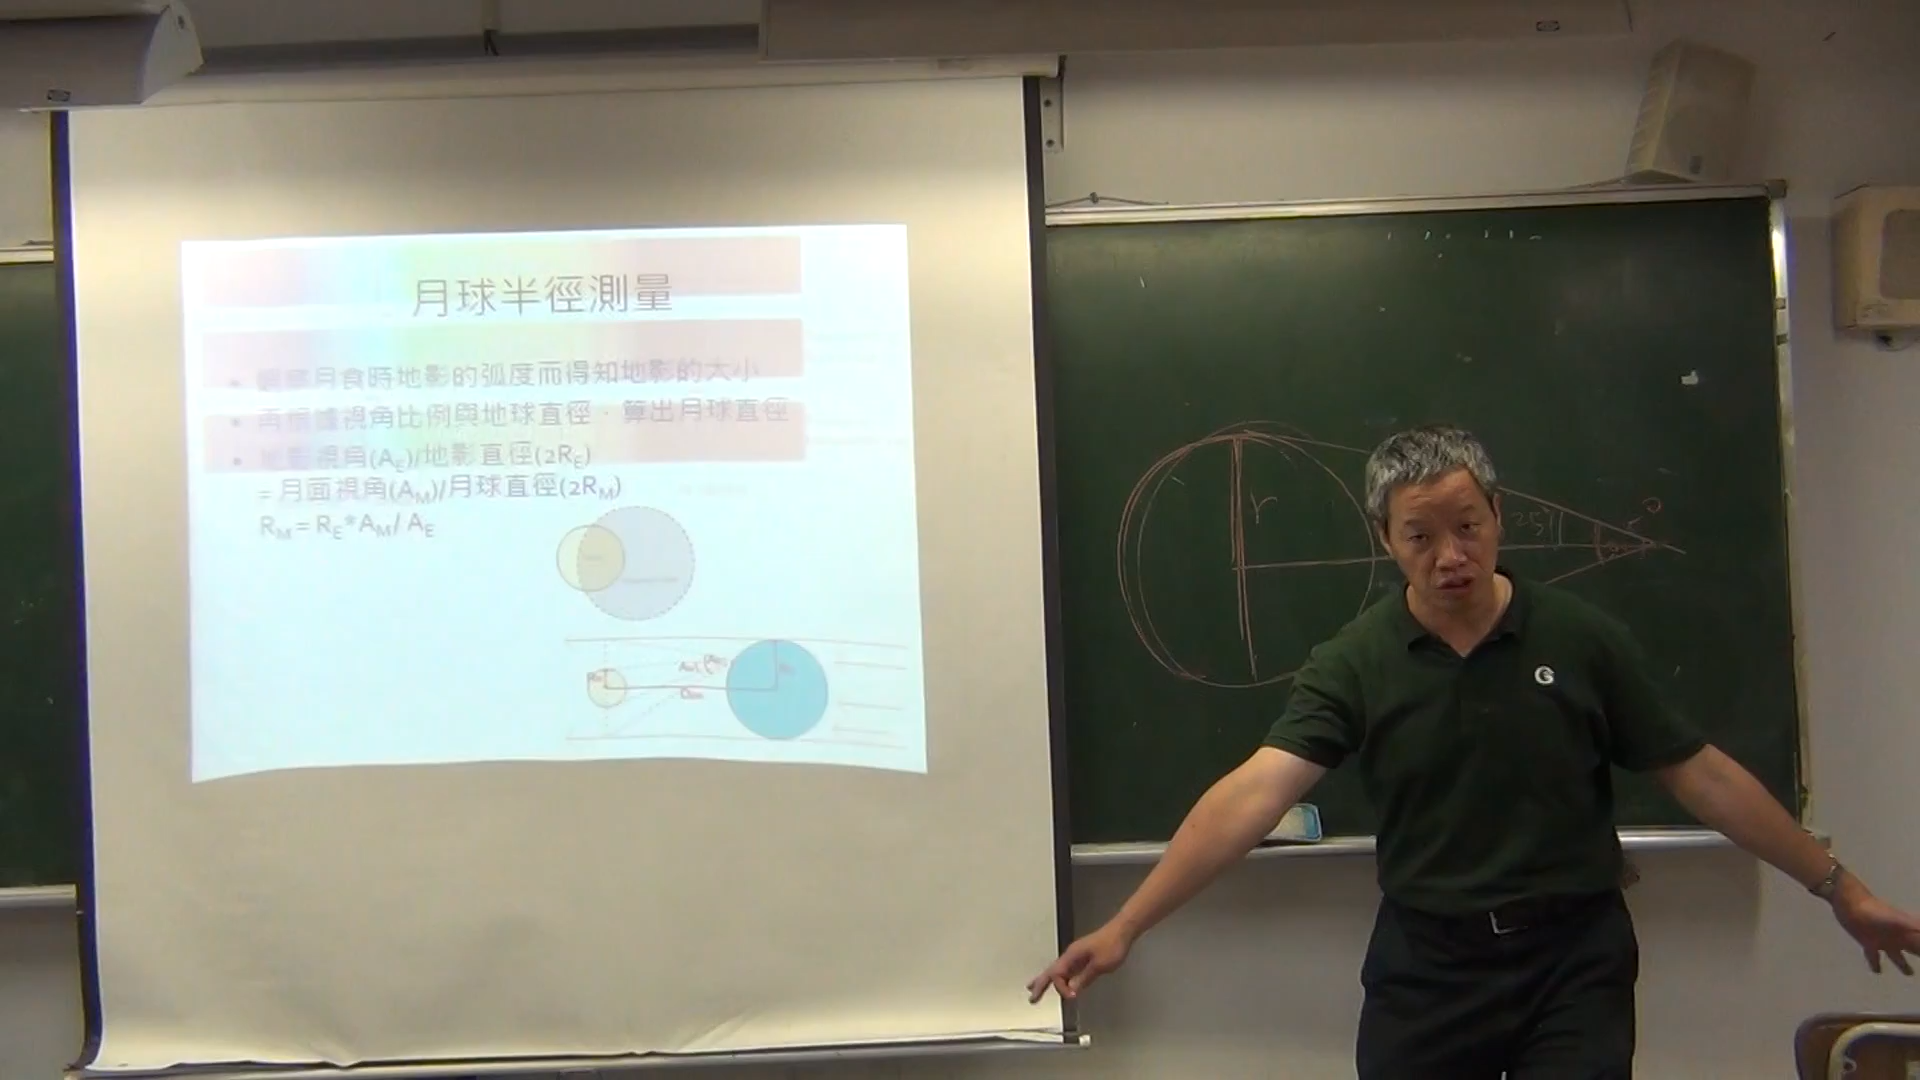 月球半徑測量
觀察月食時地影的弧度而得知地影的大小
再根據視角比例與地球直徑，算出月球直徑
地影視角(AE)/地影直徑(2RE)
= 月面視角(AM)/月球直徑(2RM)
RM = RE*AM/ AE
r
G